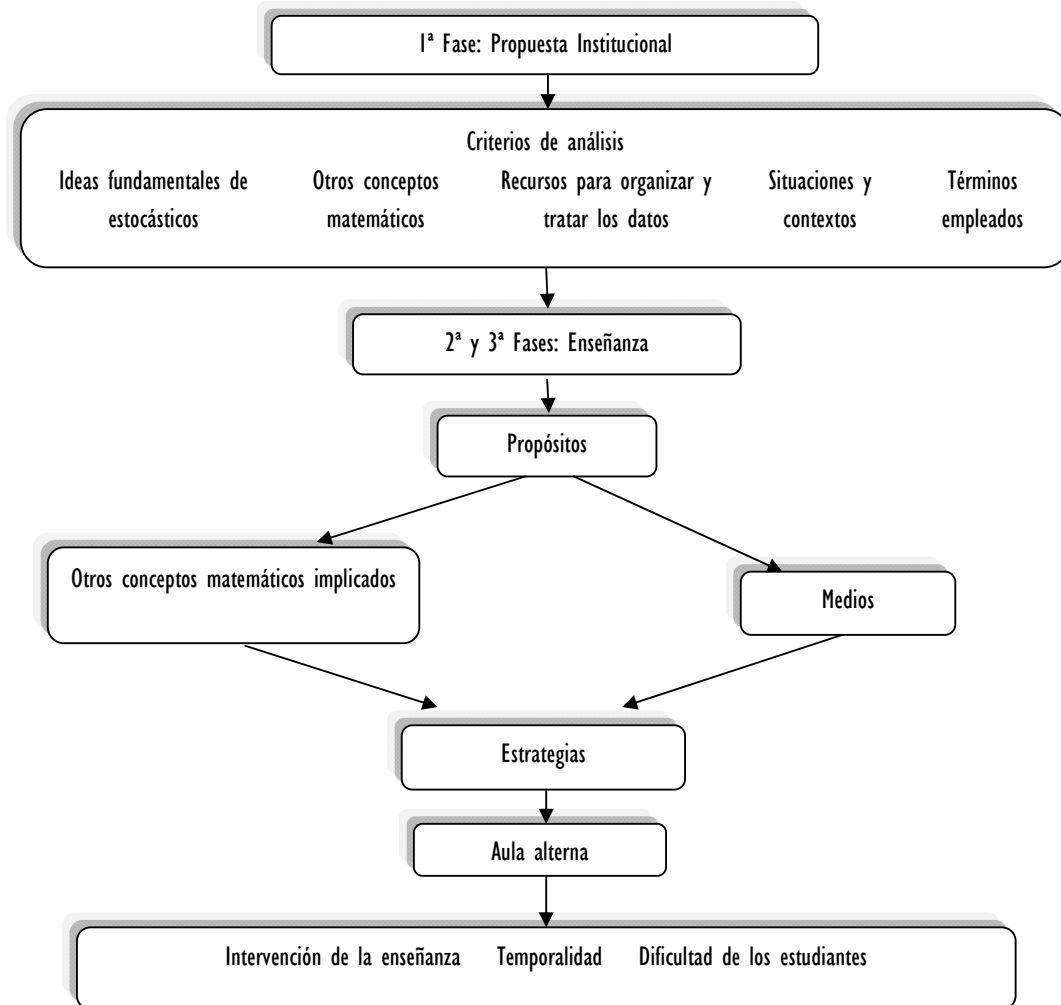 1ª Fase: Propuesta Institucional
Criterios de análisis
Ideas fundamentales de estocásticos
Otros conceptos matemáticos
Recursos para organizar y tratar los datos
Situaciones y contextos
Términos empleados
2ª y 3ª Fases: Enseñanza
Propósitos
Otros conceptos matemáticos implicados
Medios
Estrategias
Aula alterna
Intervención de la enseñanza Temporalidad Dificultad de los estudiantes